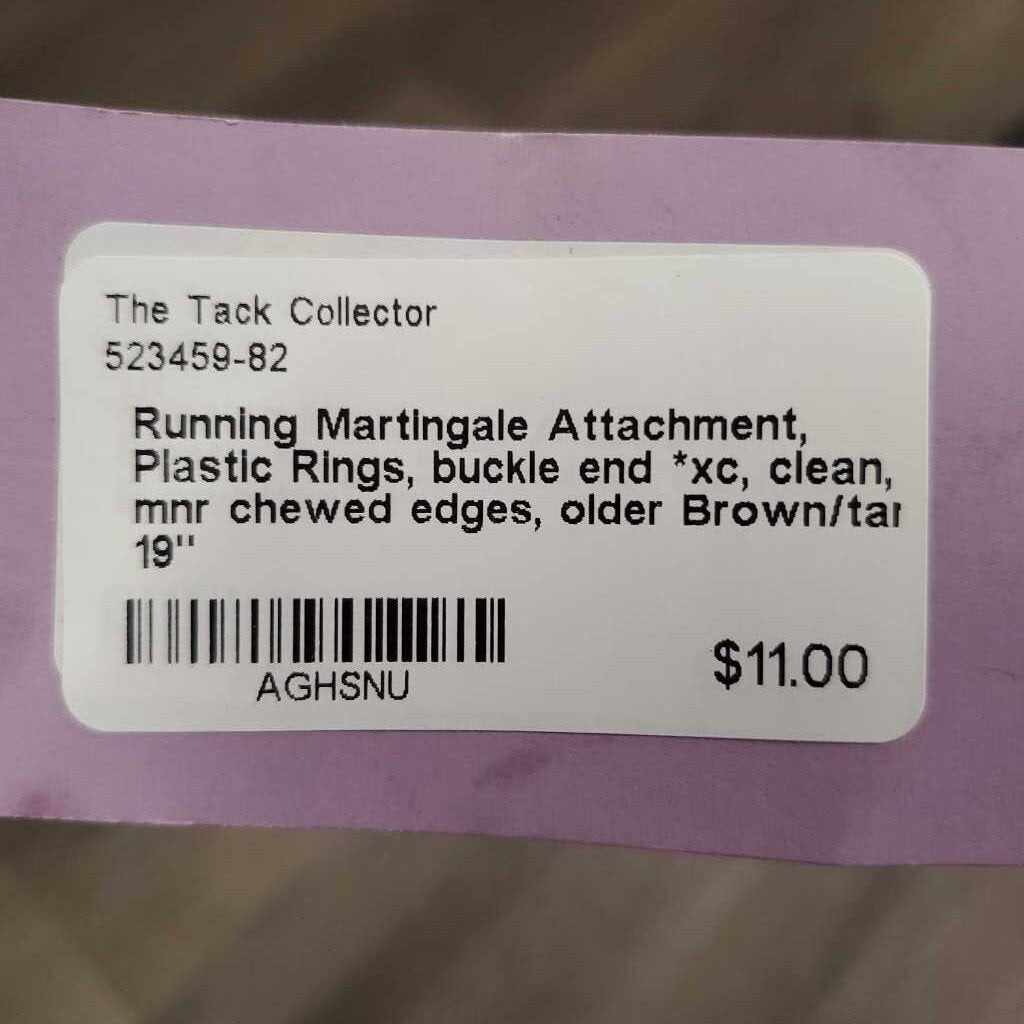 The Tack Collector
523459-82
Running Martingale Attachment,
Plastic Rings, buckle end *xc, clean,
mnr chewed edges, older Brown/tan
19"
AGHSNU
$11.00